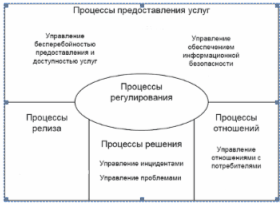 Процессы предоставления услуг
Управление
бесперебойностью
предоставления и
доступностью услуг
Управление
обеспечением
информационной
безопасности
Процессы
регулирования
Процессы
релиза
Процессы решения
Управление инцидентами
Управление проблемами
Процессы
отношений
Управление
отношениями с
потребителями